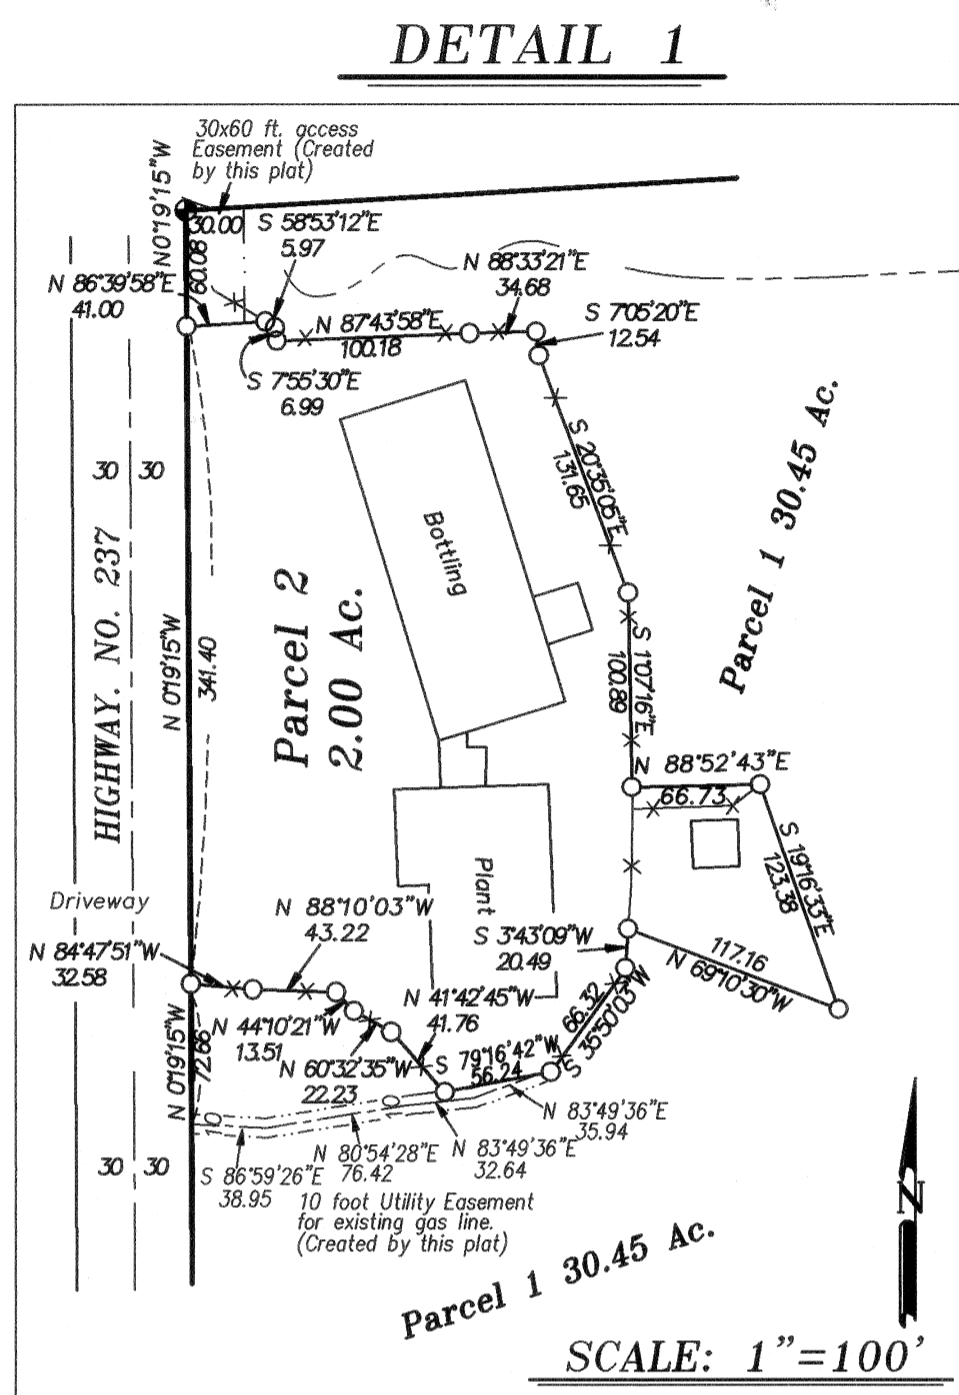 DETAIL 1
30x60 ft. access
Easement (Created
by this plat)
N 0°19'15"W
60.08
30.00
S 58°53'12"E
5.97
N 86°39'58"E
41.00
N 88°33'21"E
34.68
N 87°43'58"E
100.18
S 7°05'20"E
12.54
S 7°55'30"E
6.99
S 20°35'05"E
131.65
Bottling
30 30
HIGHWAY. NO. 237
N 0°19'15"W
341.40
Parcel 2
2.00 Ac.
Parcel 1 30.45 Ac.
S 1°07'16"E
100.89
N 88°52'43"E
66.73
S 19°16'33"E
123.38
Plant
Driveway
N 88°10'03"W
43.22
N 84°47'51"W
32.58
S 3°43'09"W
20.49
117.16
N 69°10'30"W
N 41°42'45"W
41.76
66.32
S 35°50'03"W
N 44°10'21"W
13.51
N 0°19'15"W
72.66
N 60°32'35"W
22.23
S 79°16'42"W
56.24
10
N 83°49'36"E
35.94
N 80°54'28"E
76.42
N 83°49'36"E
32.64
30 30
S 86°59'26"E
38.95
10 foot Utility Easement
for existing gas line.
(Created by this plat)
Parcel 1 30.45 Ac.
N
SCALE: 1"=100'